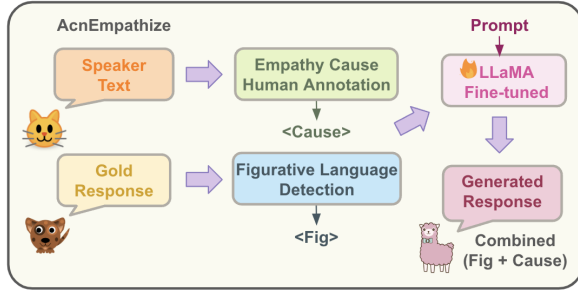 AcnEmpathize
Speaker
Text
Empathy Cause
Human Annotation
<Cause>
Gold
Response
Figurative Language
Detection
<Fig>
Prompt
LLaMA
Fine-tuned
Generated
Response
Combined
(Fig + Cause)